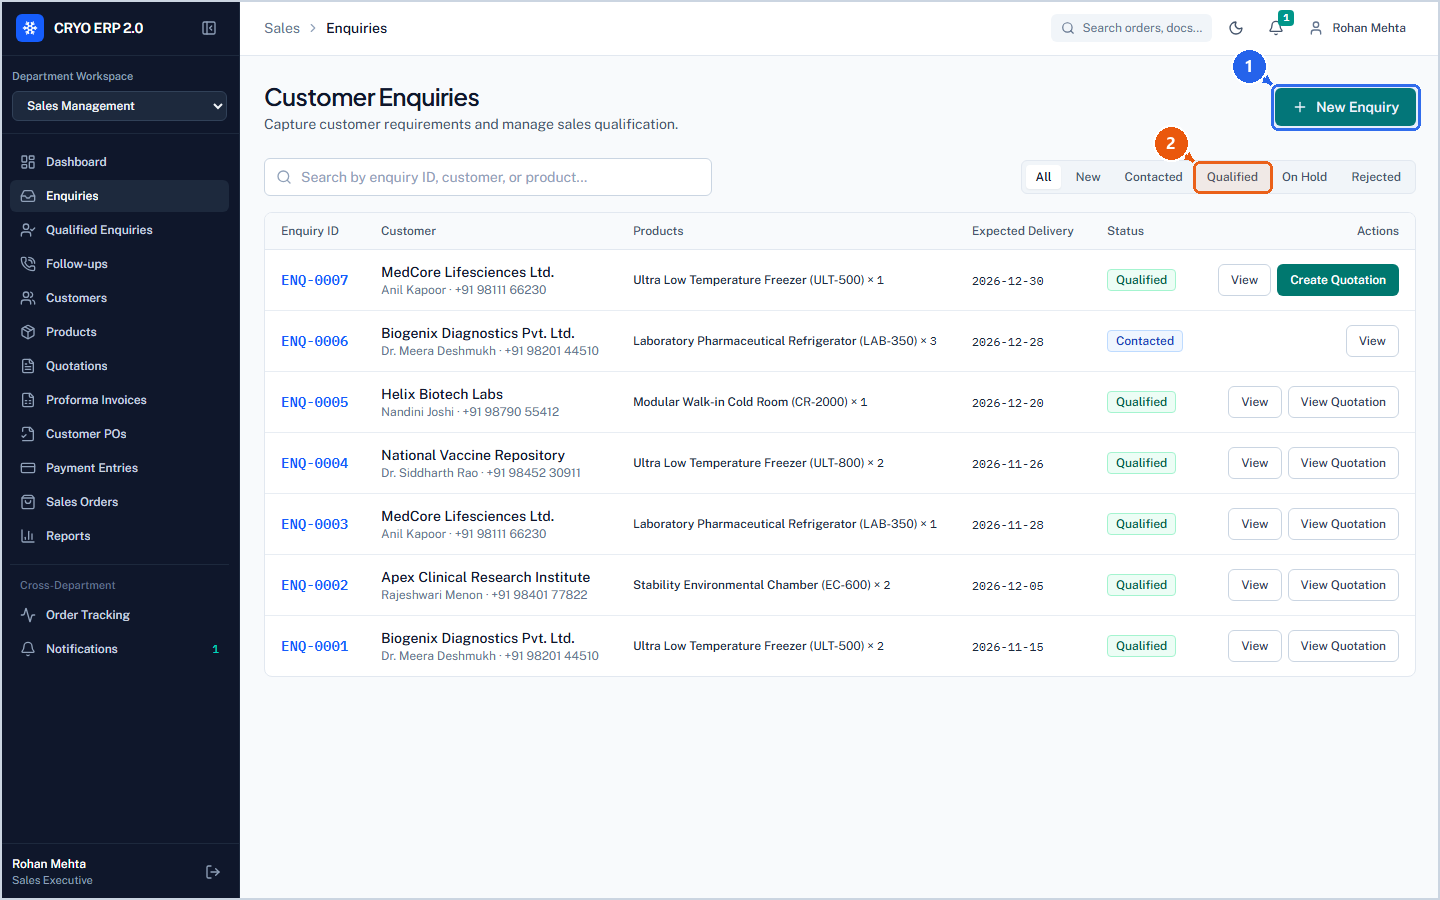 CRYO ERP 2.0
Department Workspace
Sales Management
Dashboard
Enquiries
Qualified Enquiries
Follow-ups
Customers
Products
Quotations
Proforma Invoices
Customer POs
Payment Entries
Sales Orders
Reports
Cross-Department
Order Tracking
Notifications 1
Rohan Mehta
Sales Executive
Sales > Enquiries
Search orders, docs...
1
Rohan Mehta
Customer Enquiries
Capture customer requirements and manage sales qualification.
1
+ New Enquiry
2
Search by enquiry ID, customer, or product...
All New Contacted Qualified On Hold Rejected
Enquiry ID Customer Products Expected Delivery Status Actions
ENQ-0007 MedCore Lifesciences Ltd. Ultra Low Temperature Freezer (ULT-500) × 1 2026-12-30 Qualified View Create Quotation
Anil Kapoor · +91 98111 66230
ENQ-0006 Biogenix Diagnostics Pvt. Ltd. Laboratory Pharmaceutical Refrigerator (LAB-350) × 3 2026-12-28 Contacted View
Dr. Meera Deshmukh · +91 98201 44510
ENQ-0005 Helix Biotech Labs Modular Walk-in Cold Room (CR-2000) × 1 2026-12-20 Qualified View View Quotation
Nandini Joshi · +91 98790 55412
ENQ-0004 National Vaccine Repository Ultra Low Temperature Freezer (ULT-800) × 2 2026-11-26 Qualified View View Quotation
Dr. Siddharth Rao · +91 98452 30911
ENQ-0003 MedCore Lifesciences Ltd. Laboratory Pharmaceutical Refrigerator (LAB-350) × 1 2026-11-28 Qualified View View Quotation
Anil Kapoor · +91 98111 66230
ENQ-0002 Apex Clinical Research Institute Stability Environmental Chamber (EC-600) × 2 2026-12-05 Qualified View View Quotation
Rajeshwari Menon · +91 98401 77822
ENQ-0001 Biogenix Diagnostics Pvt. Ltd. Ultra Low Temperature Freezer (ULT-500) × 2 2026-11-15 Qualified View View Quotation
Dr. Meera Deshmukh · +91 98201 44510